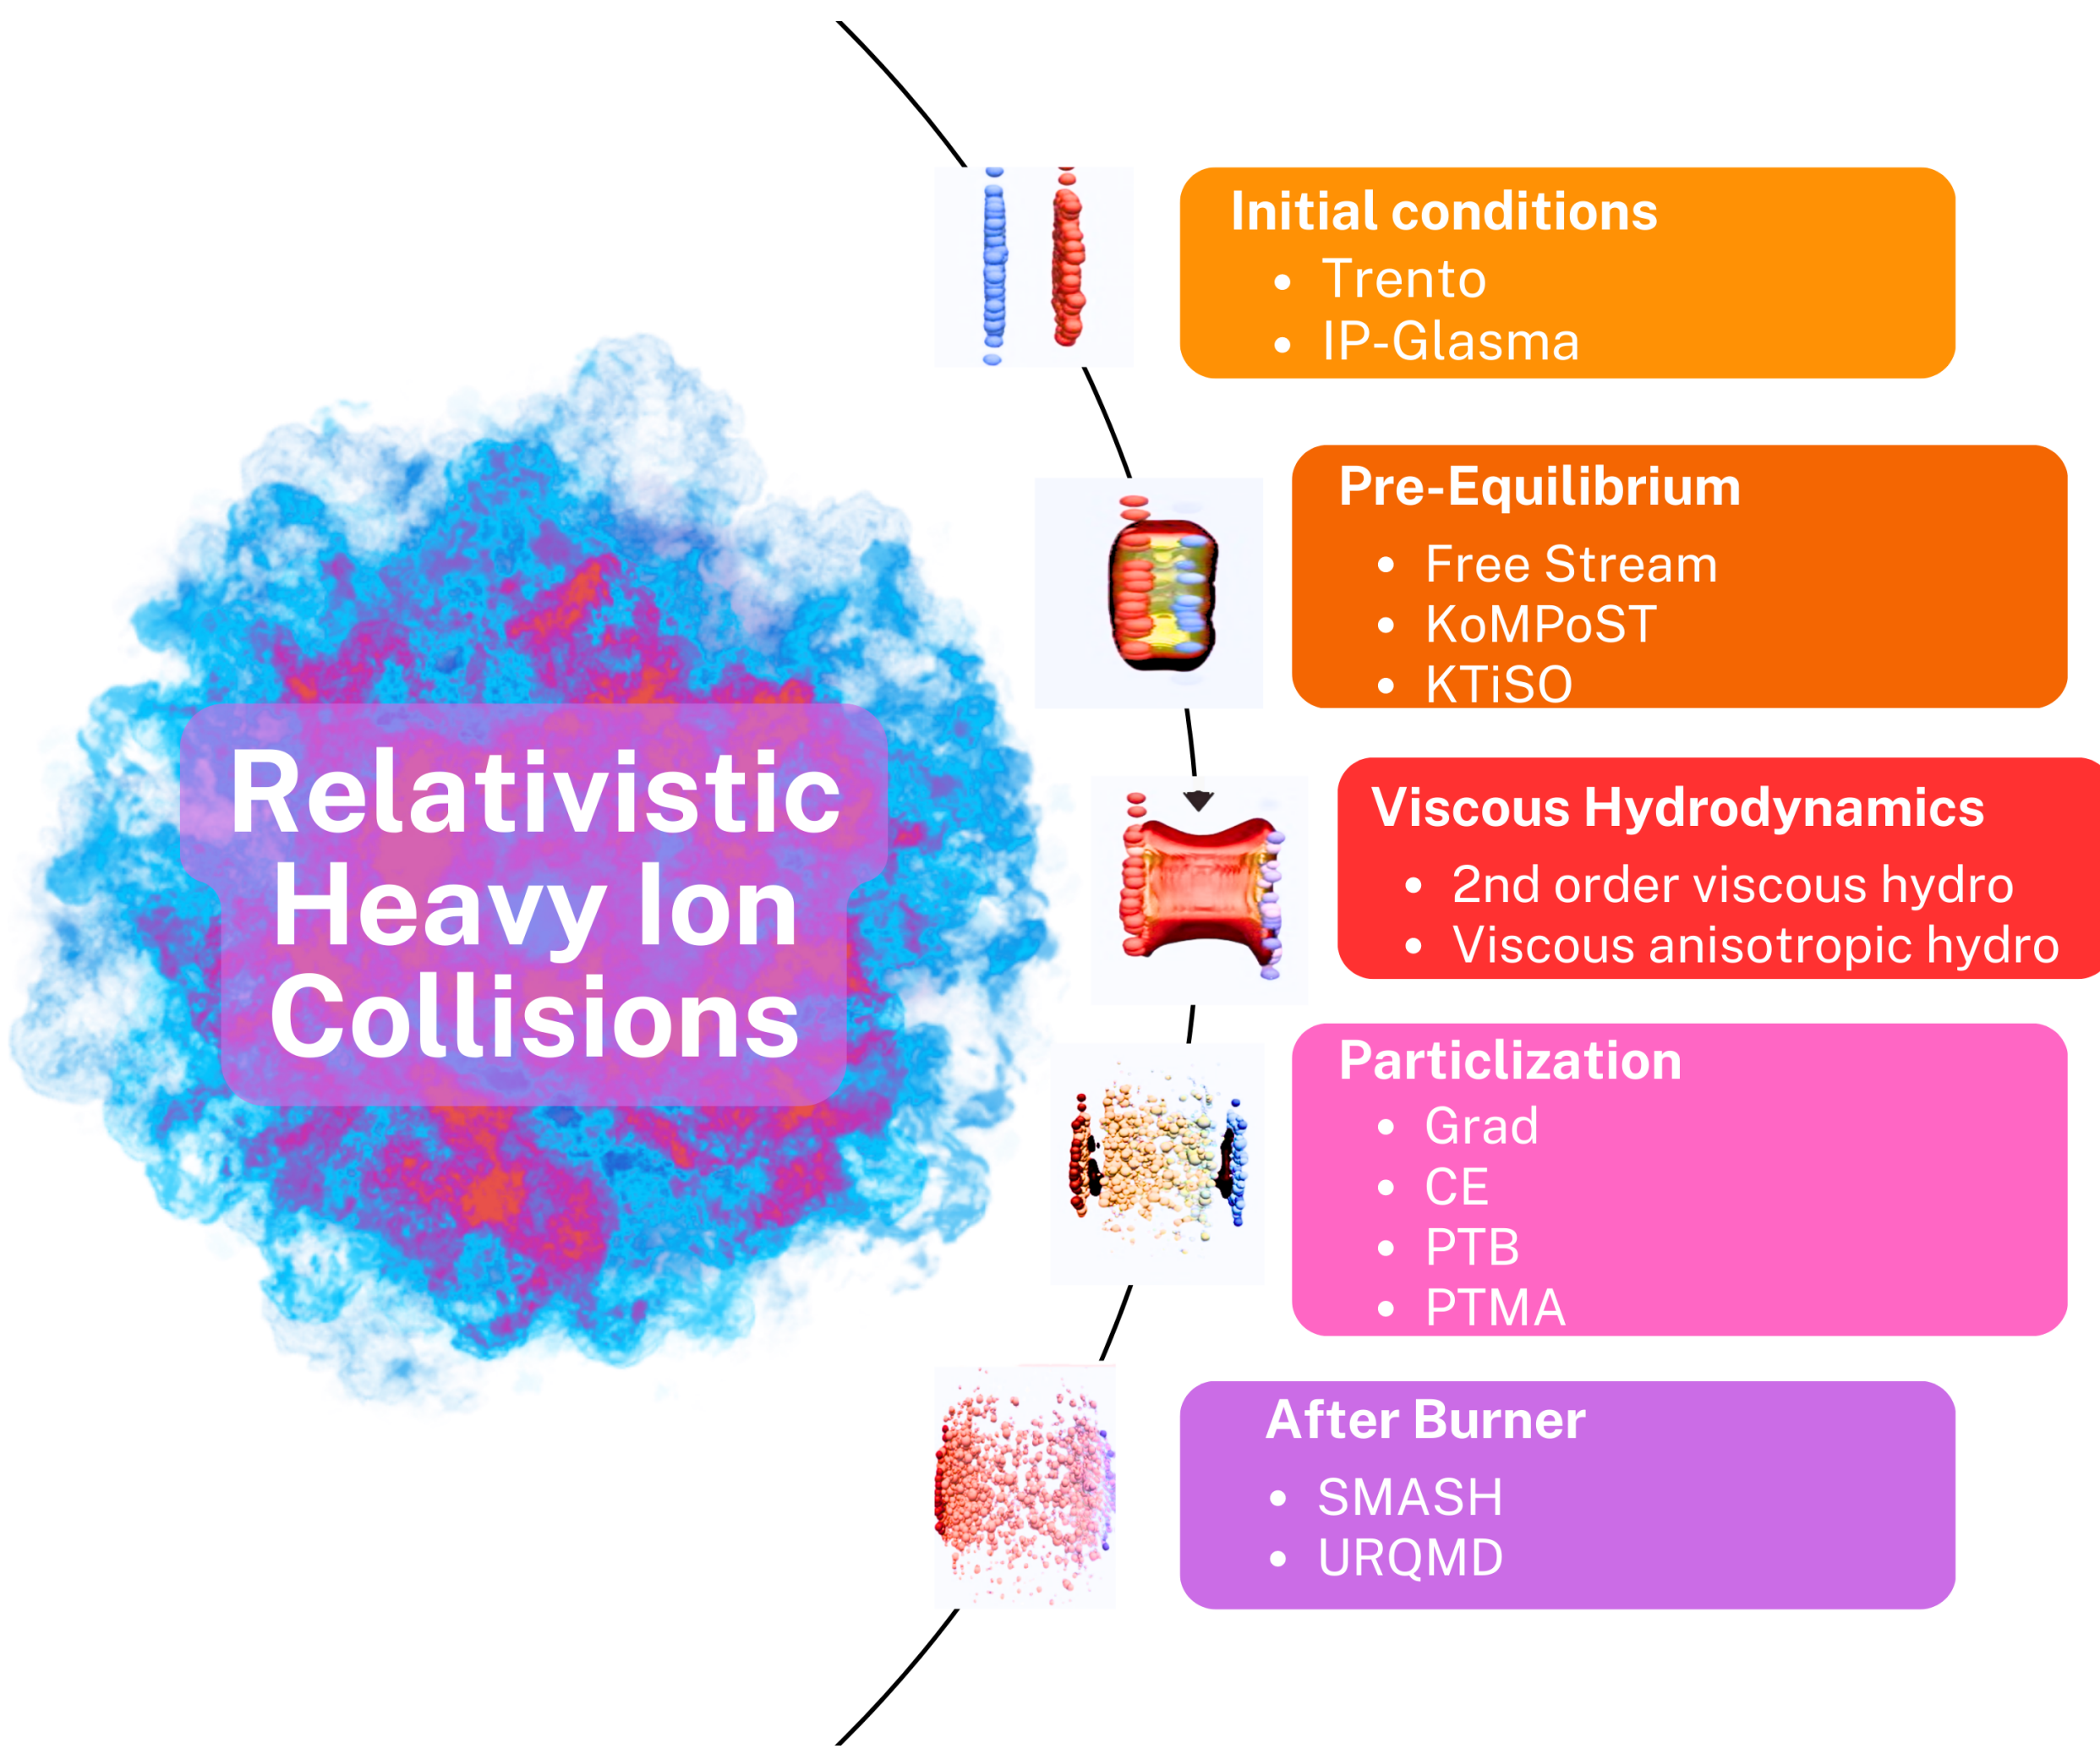 Relativistic
Heavy Ion
Collisions
Initial conditions
• Trento
• IP-Glasma
Pre-Equilibrium
• Free Stream
• KoMPoST
• KTiSO
Viscous Hydrodynamics
• 2nd order viscous hydro
• Viscous anisotropic hydro
Particlization
• Grad
• CE
• PTB
• PTMA
After Burner
• SMASH
• URQMD